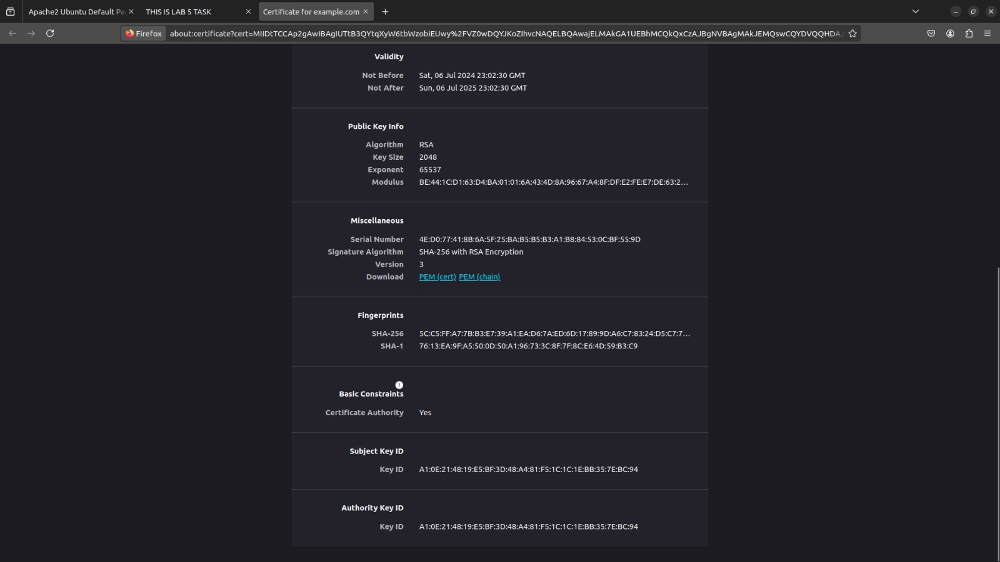 Apache2 Ubuntu Default Pa
THIS IS LAB 5 TASK
Certificate for example.com
Firefox
about:certificate?cert=MIIDtTCCAp2gAwIBAgIUTtB3QYtqXyW6tbWzobiEUwy%2FVZ0wDQYJKoZIhvcNAQELBQAwajELMAkGA1UEBhMCQkQxCzAJBgNVBAgMAkJEMQswCQYDVQQHDA
Validity
Not Before Sat, 06 Jul 2024 23:02:30 GMT
Not After Sun, 06 Jul 2025 23:02:30 GMT
Public Key Info
Algorithm RSA
Key Size 2048
Exponent 65537
Modulus BE:44:1C:D1:63:D4:BA:01:01:6A:43:4D:8A:96:67:A4:8F:DF:E2:FE:E7:DE:63:2…
Miscellaneous
Serial Number 4E:D0:77:41:8B:6A:5F:25:BA:B5:B5:B3:A1:B8:84:53:0C:BF:55:9D
Signature Algorithm SHA-256 with RSA Encryption
Version 3
Download PEM (cert) PEM (chain)
Fingerprints
SHA-256 5C:C5:FF:A7:7B:B3:E7:39:A1:EA:D6:7A:ED:6D:17:89:9D:A6:C7:83:24:D5:C7:7…
SHA-1 76:13:EA:9F:A5:50:0D:50:A1:96:73:3C:8F:7F:8C:E6:4D:59:B3:C9
Basic Constraints
Certificate Authority Yes
Subject Key ID
Key ID A1:0E:21:48:19:E5:BF:3D:48:A4:81:F5:1C:1C:1E:BB:35:7E:BC:94
Authority Key ID
Key ID A1:0E:21:48:19:E5:BF:3D:48:A4:81:F5:1C:1C:1E:BB:35:7E:BC:94